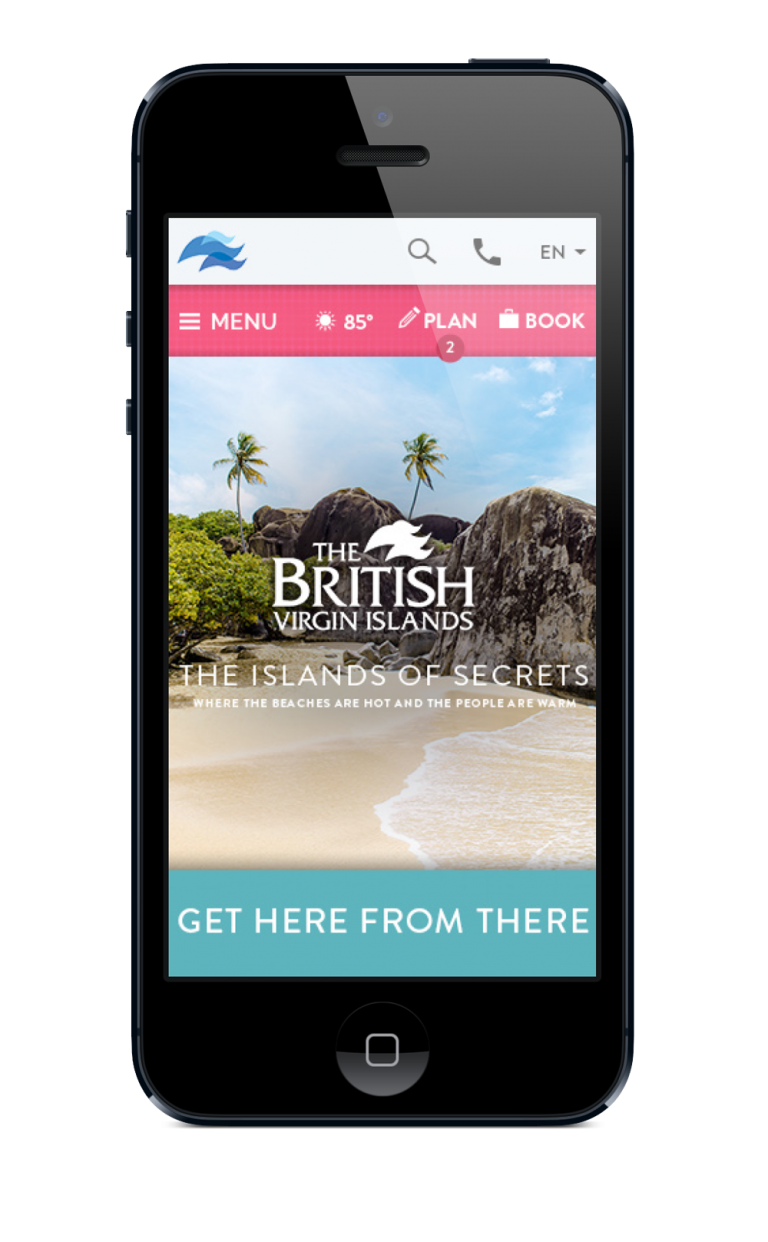 EN
MENU 85° PLAN BOOK
2
THE
BRITISH
VIRGIN ISLANDS
THE ISLANDS OF SECRETS
WHERE THE BEACHES ARE HOT AND THE PEOPLE ARE WARM
GET HERE FROM THERE